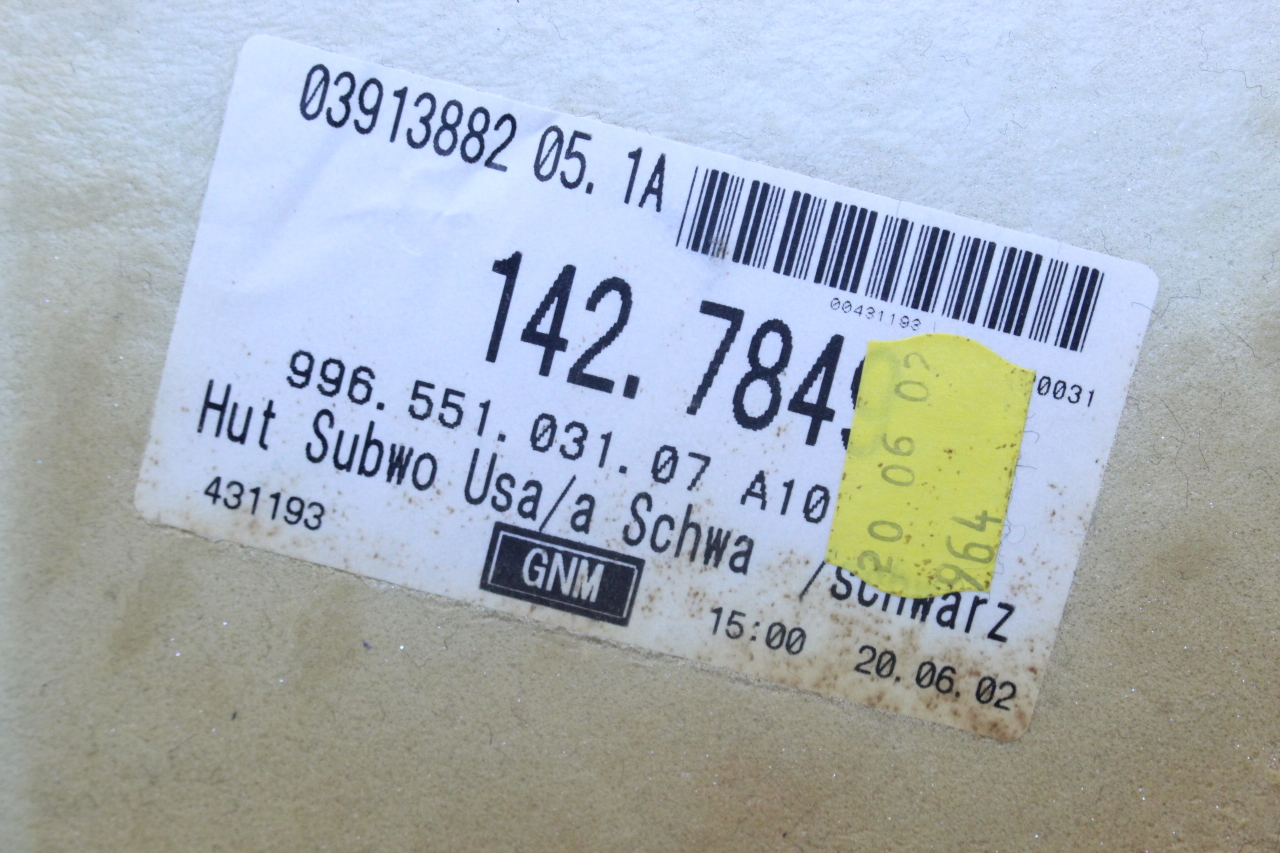 03913882 05.1A
00431193
142.784
0031
996.551.031.07 A10
Hut Subwo Usa/a Schwa /schwarz
431193
GNM
15:00 20.06.02
20 06 02
964